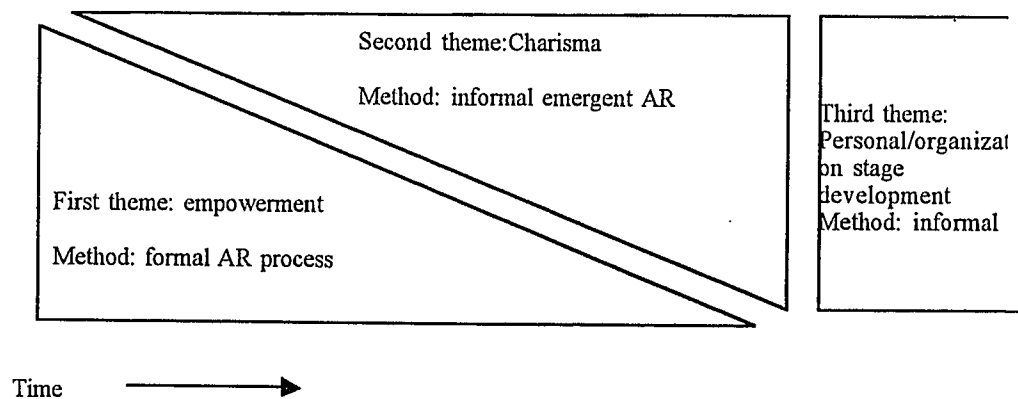 Second theme:Charisma
Method: informal emergent AR
First theme: empowerment
Method: formal AR process
Third theme:
Personal/organizat
on stage
development
Method: informal
Time